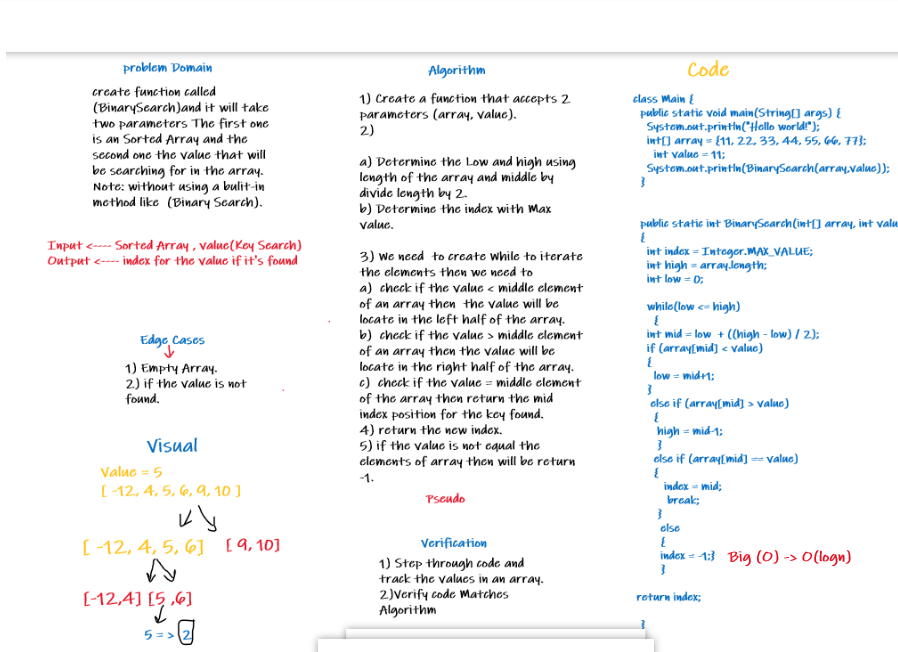 problem Domain
create function called
(BinarySearch)and it will take
two parameters The first one
is an Sorted Array and the
second one the value that will
be searching for in the array.
Note: without using a bulit-in
method like (Binary Search).
Input <---- Sorted Array , value(Key Search)
Output <---- index for the value if it's found
Edge Cases
1) Empty Array.
2) if the value is not
found.
Visual
Value = 5
[ -12, 4, 5, 6, 9, 10 ]
[ -12, 4, 5, 6] [ 9, 10]
[-12,4] [5 ,6]
5 = > 2
Algorithm
1) Create a function that accepts 2
parameters (array, value).
2)
a) Determine the Low and high using
length of the array and middle by
divide length by 2.
b) Determine the index with Max
value.
3) We need to create While to iterate
the elements then we need to
a) check if the value < middle element
of an array then the value will be
locate in the left half of the array.
b) check if the value > middle element
of an array then the value will be
locate in the right half of the array.
c) check if the value = middle element
of the array then return the mid
index position for the key found.
4) return the new index.
5) if the value is not equal the
elements of array then will be return
-1.
Pseudo
Verification
1) Step through code and
track the values in an array.
2)Verify code Matches
Algorithm
Code
class Main {
public static void main(String[] args) {
System.out.println("Hello world!");
int[] array = {11, 22, 33, 44, 55, 66, 77};
int value = 11;
System.out.println(BinarySearch(array,value));
}
public static int BinarySearch(int[] array, int valu
{
int index = Integer.MAX_VALUE;
int high = array.length;
int low = 0;
while(low <= high)
{
int mid = low + ((high - low) / 2);
if (array[mid] < value)
{
low = mid+1;
}
else if (array[mid] > value)
{
high = mid-1;
}
else if (array[mid] == value)
{
index = mid;
break;
}
else
{
index = -1;} Big (O) -> O(logn)
}
return index;
}